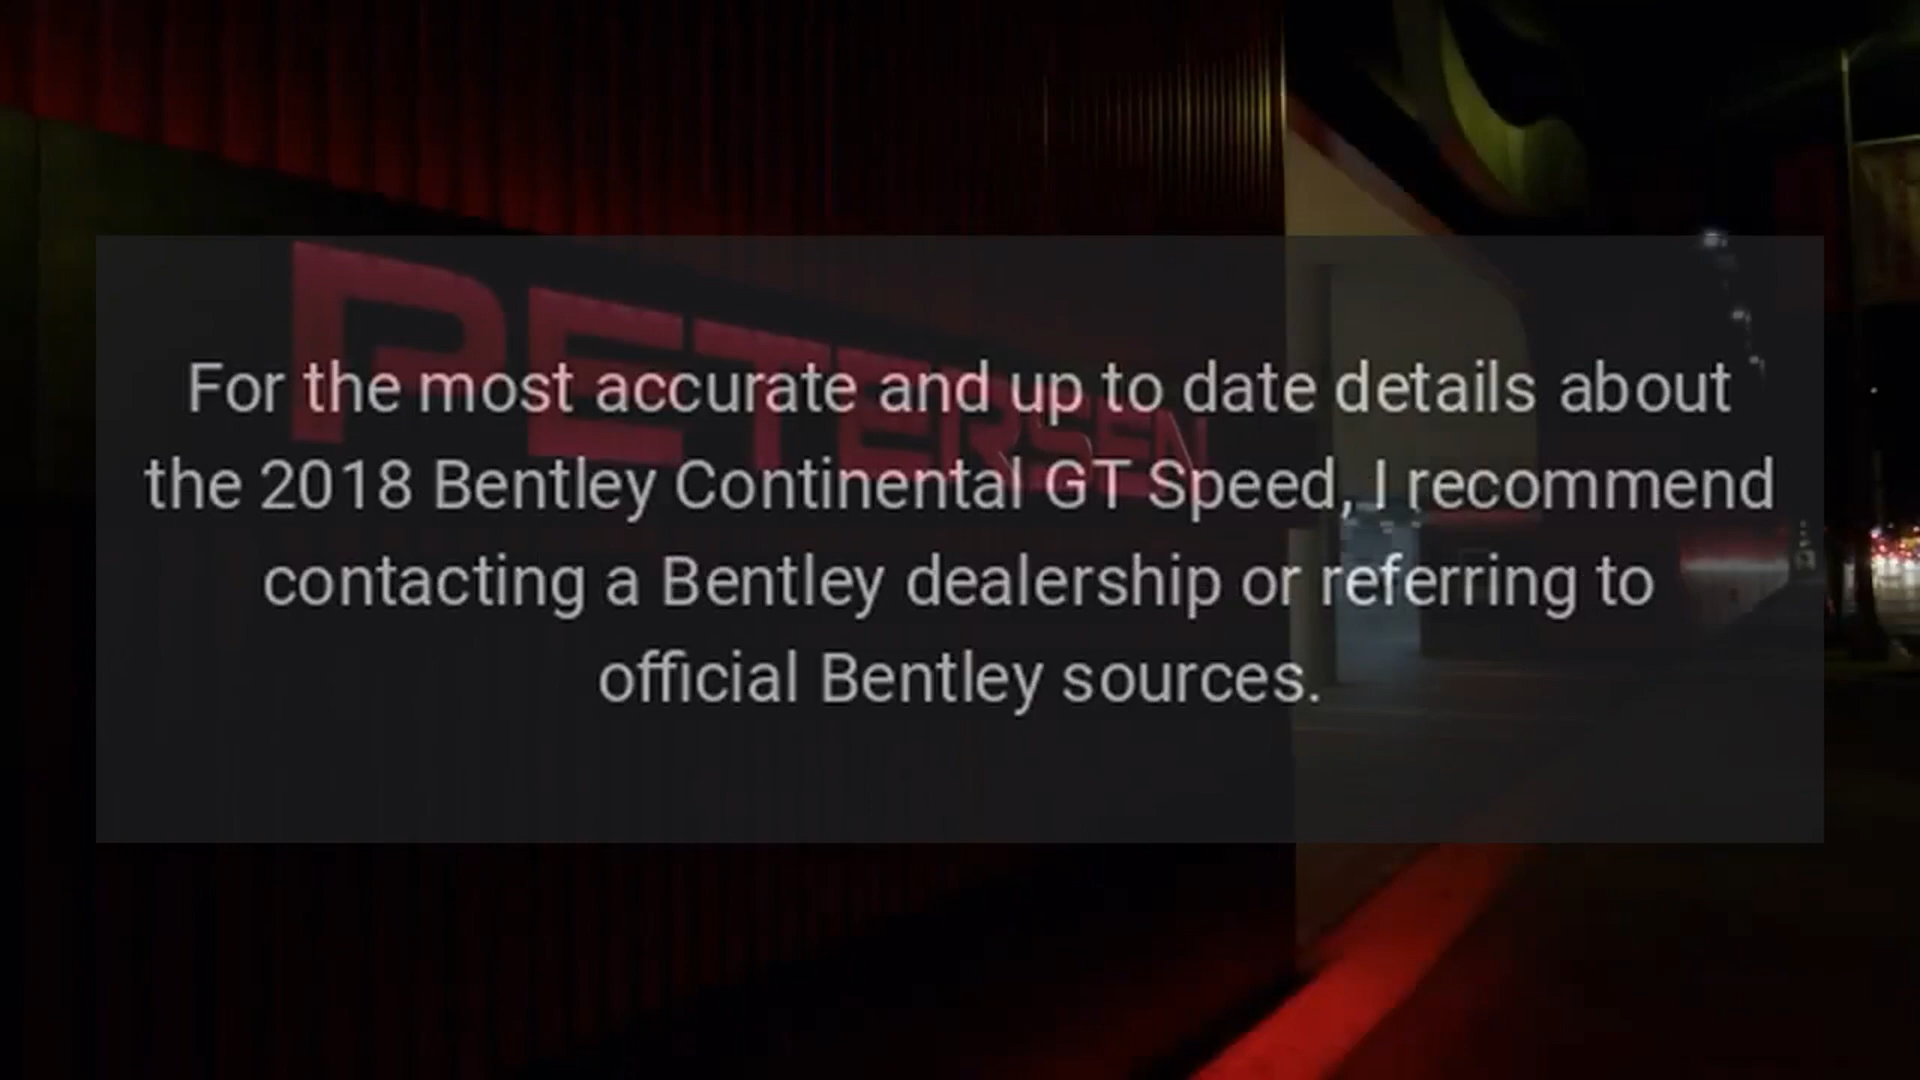 PETERSEN
For the most accurate and up to date details about
the 2018 Bentley Continental GT Speed, I recommend
contacting a Bentley dealership or referring to
official Bentley sources.